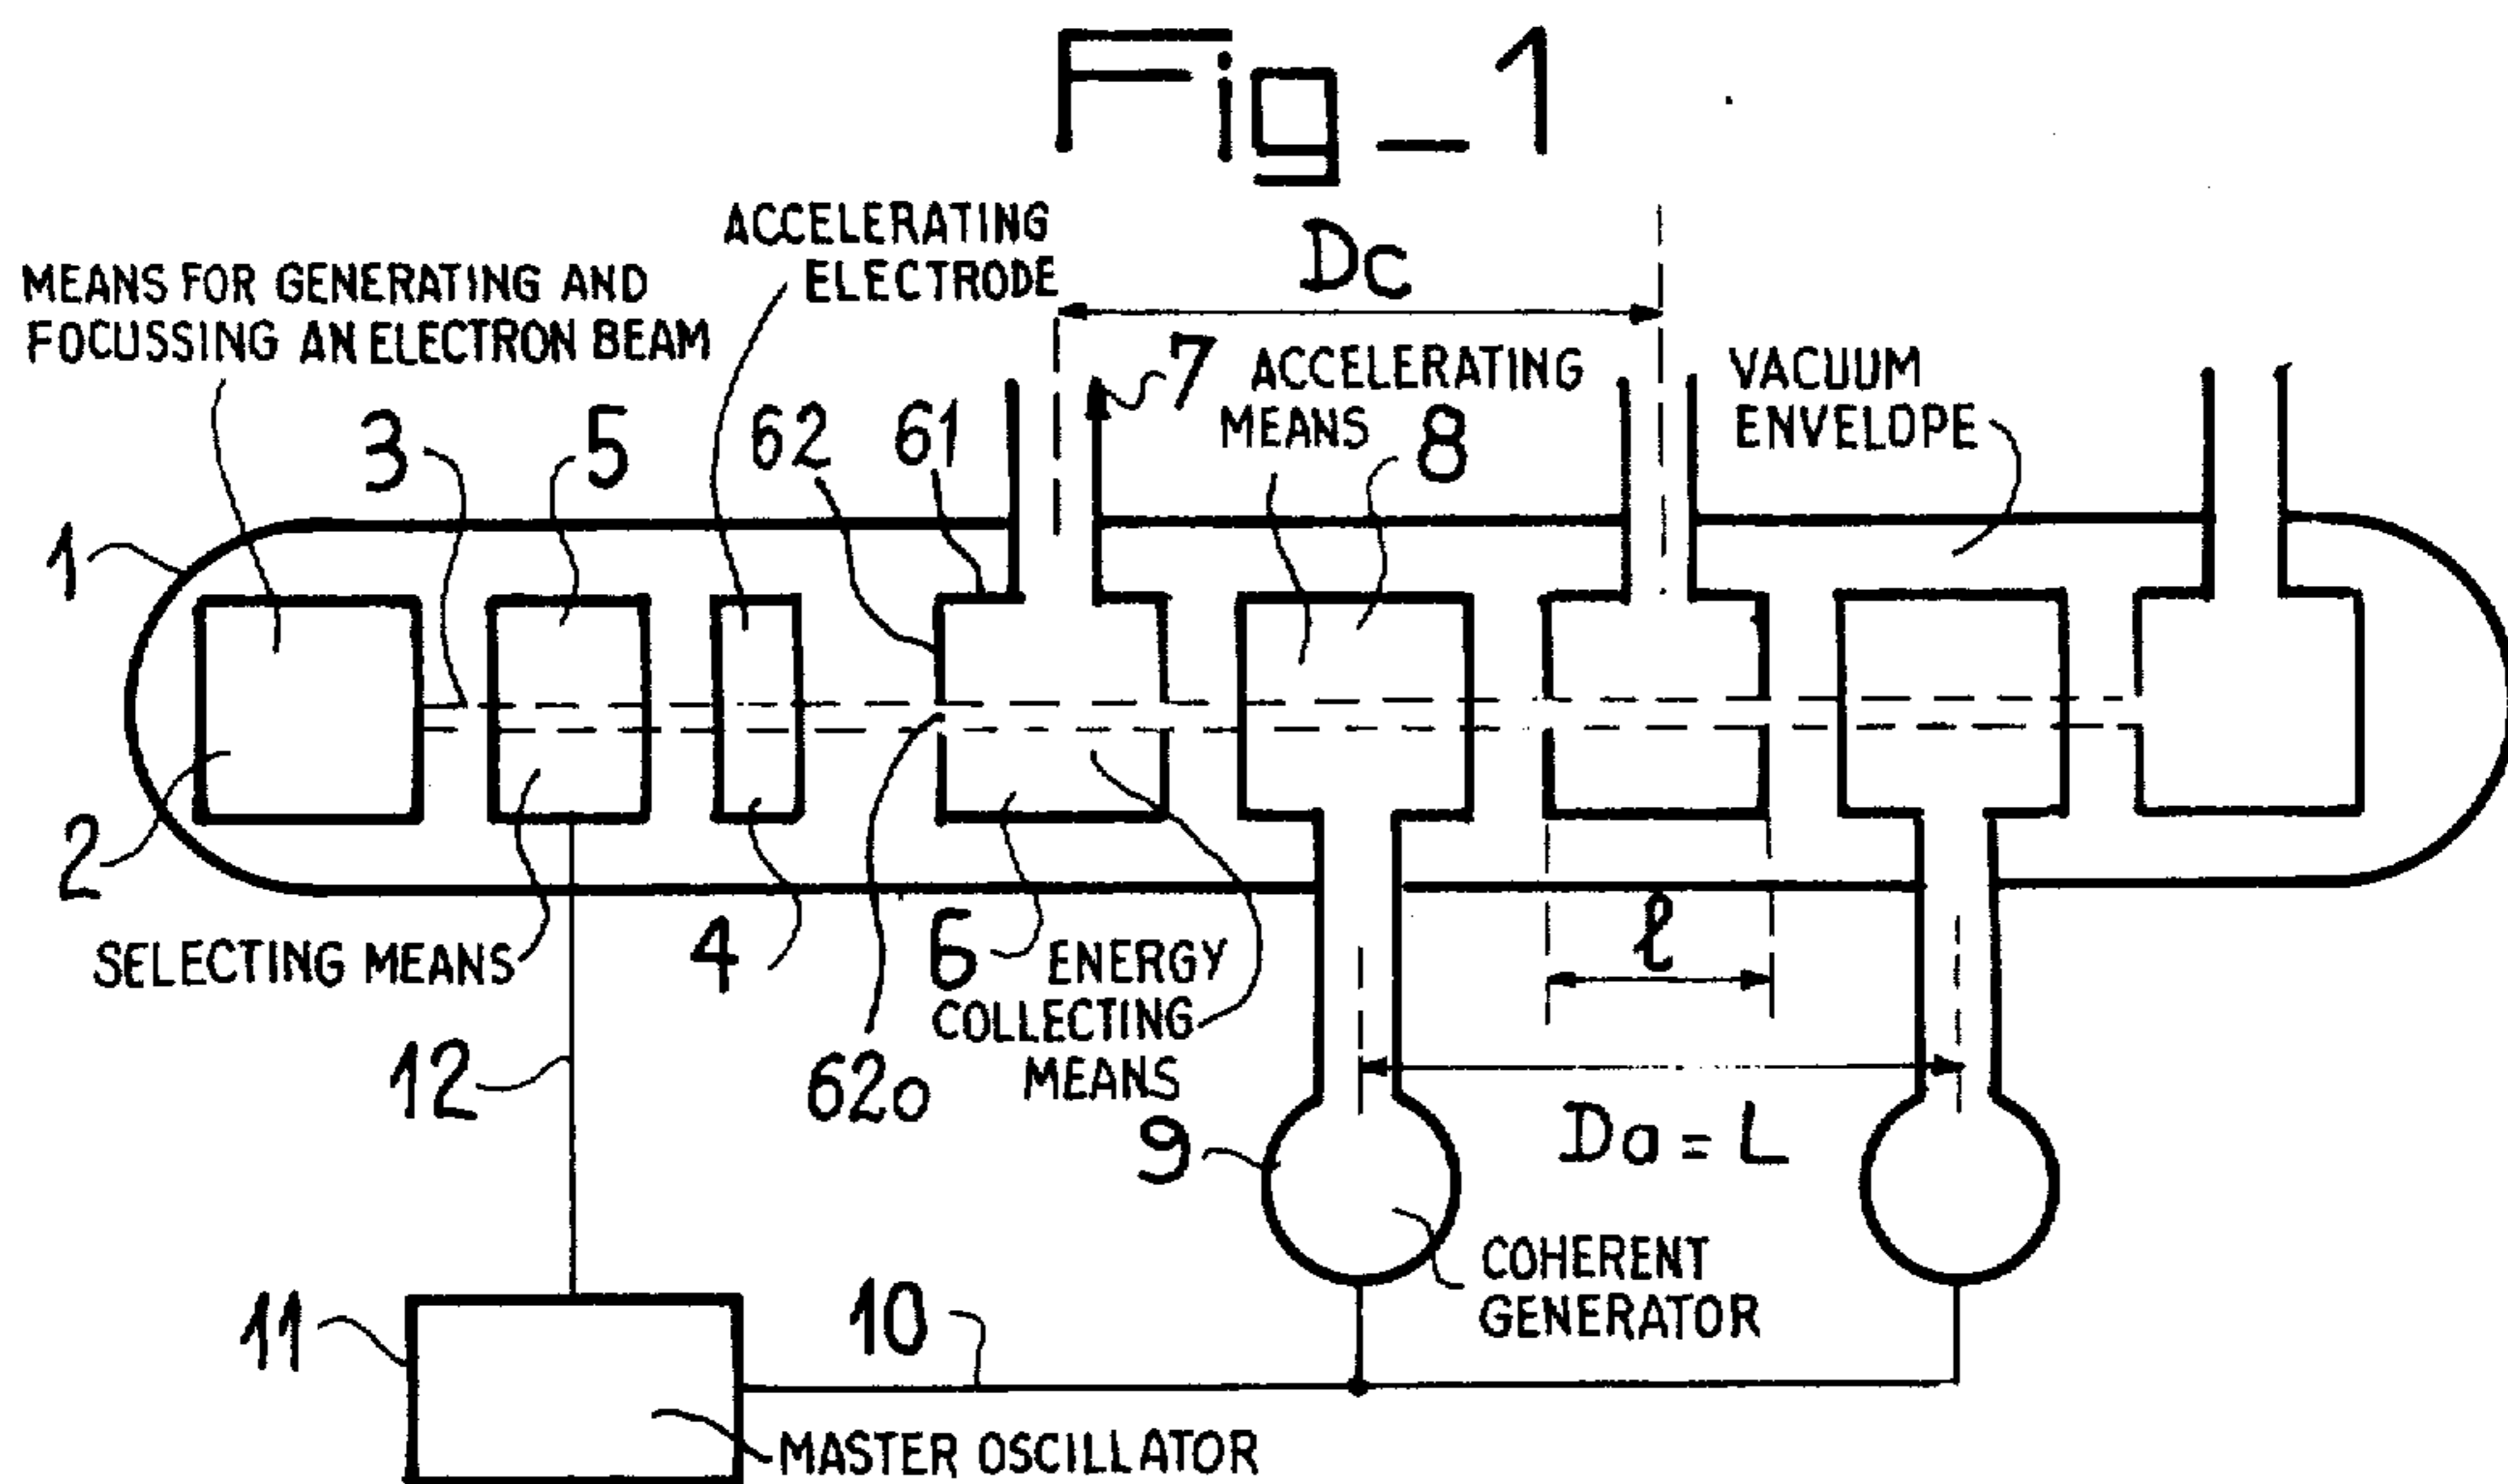 Fig_1
ACCELERATING
ELECTRODE
MEANS FOR GENERATING AND
FOCUSSING AN ELECTRON BEAM
Dc
7
ACCELERATING
MEANS
8
VACUUM
ENVELOPE
3
5
62
61
1
2
SELECTING MEANS
4
6
ENERGY
COLLECTING
MEANS
620
ℓ
12
9
Da = L
COHERENT
GENERATOR
11
10
MASTER OSCILLATOR